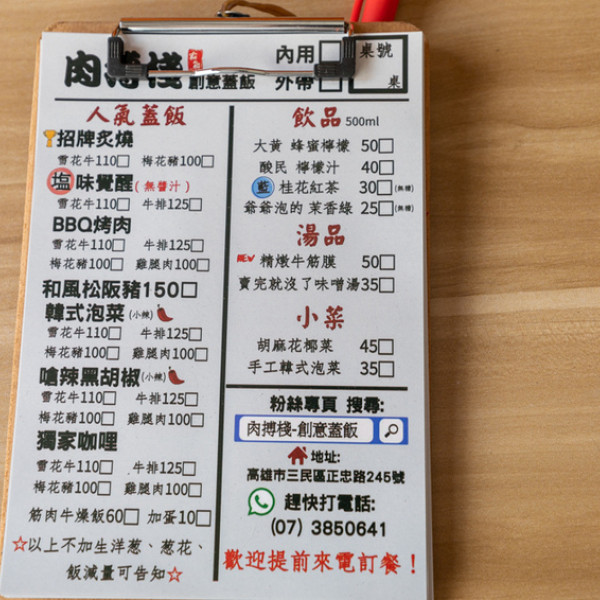 肉搏棧
創意蓋飯
內用
外帶
桌號
桌
人氣蓋飯
招牌炙燒
雪花牛110□ 梅花豬100□
塩味覺醒(無醬汁)
雪花牛110□ 牛排125□
BBQ烤肉
雪花牛110□ 牛排125□
梅花豬100□ 雞腿肉100□
和風松阪豬150□
韓式泡菜(小辣)
雪花牛110□ 牛排125□
梅花豬100□ 雞腿肉100□
嗆辣黑胡椒(小辣)
雪花牛110□ 牛排125□
梅花豬100□ 雞腿肉100□
獨家咖哩
雪花牛110□ 牛排125□
梅花豬100□ 雞腿肉100□
筋肉牛燥飯60□ 加蛋10□
☆以上不加生洋蔥、蔥花、
飯減量可告知☆
飲品 500ml
大黃 蜂蜜檸檬 50□
酸民 檸檬汁 40□
藍 桂花紅茶 30□(無糖)
爺爺泡的 茉香綠 25□(無糖)
湯品
NEW 精燉牛筋膜 50□
賣完就沒了味噌湯35□
小菜
胡麻花椰菜 45□
手工韓式泡菜 35□
粉絲專頁 搜尋:
肉搏棧-創意蓋飯
地址:
高雄市三民區正忠路245號
趕快打電話:
(07) 3850641
歡迎提前來電訂餐!